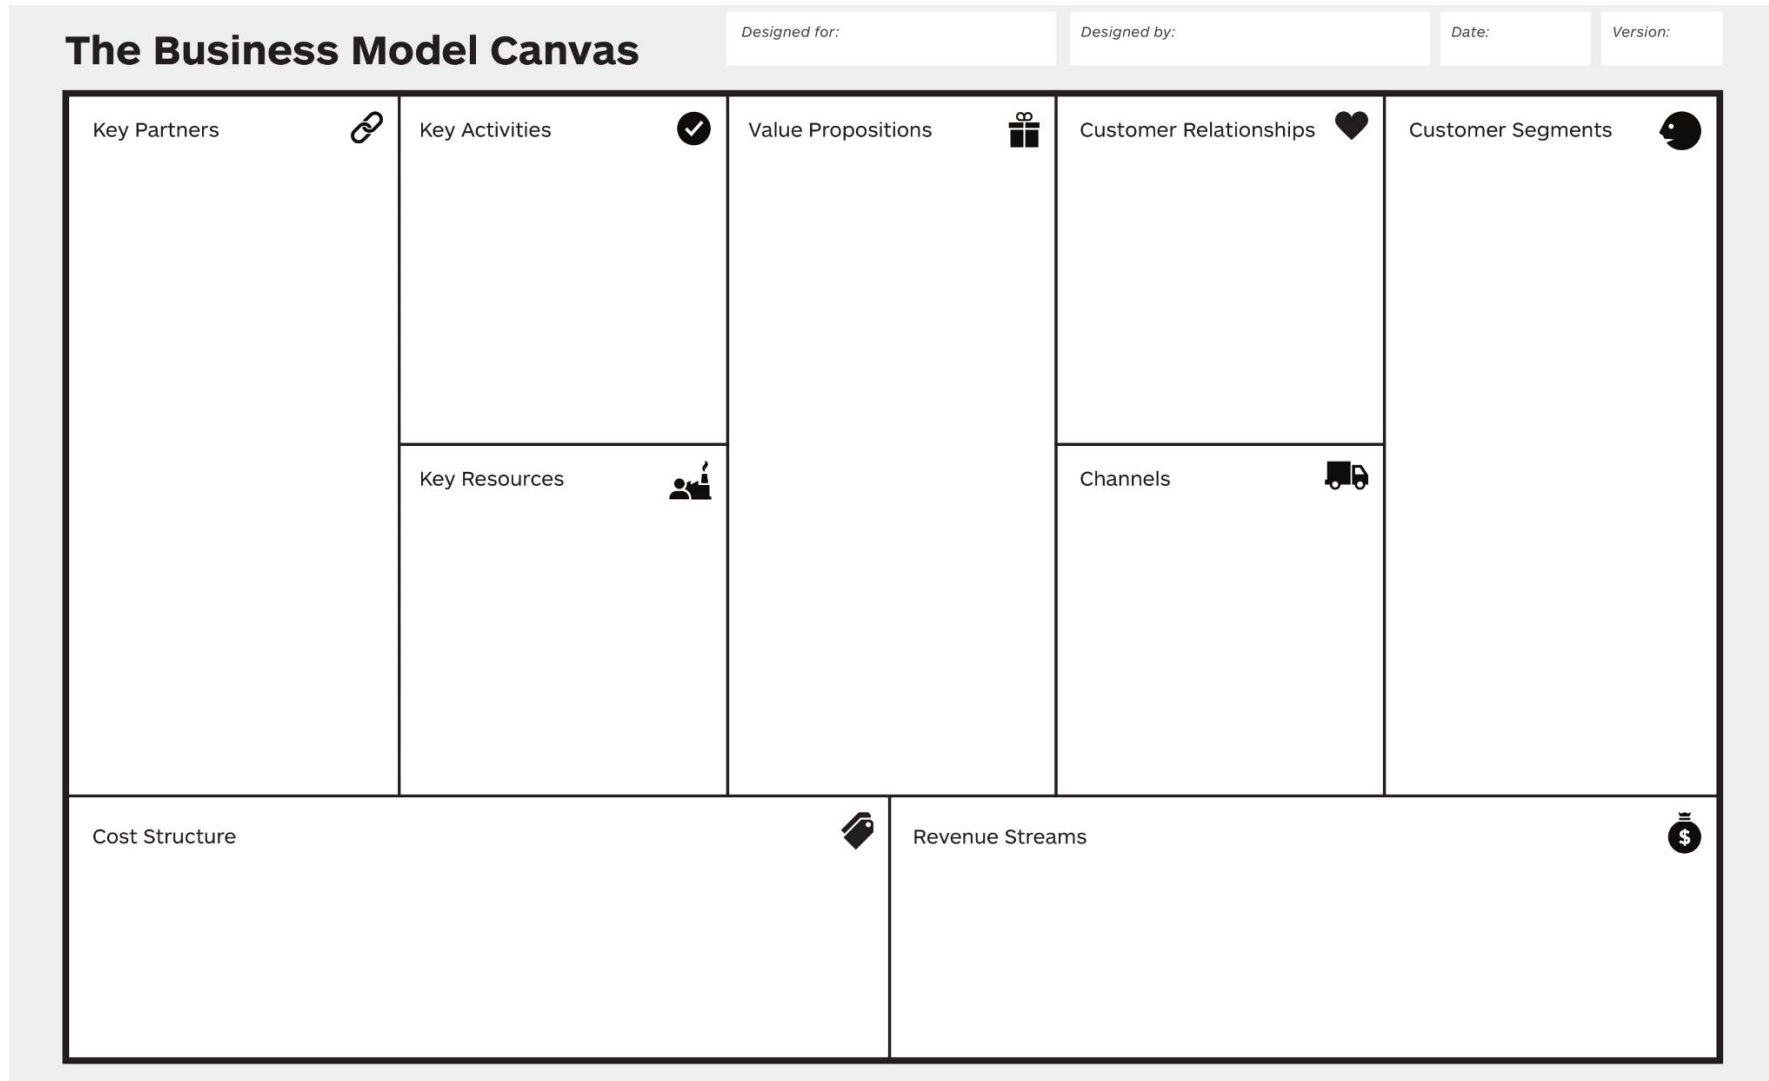 The Business Model Canvas
Designed for:
Designed by:
Date:
Version:
Key Partners
Key Activities
Value Propositions
Customer Relationships
Customer Segments
Key Resources
Channels
Cost Structure
Revenue Streams
$